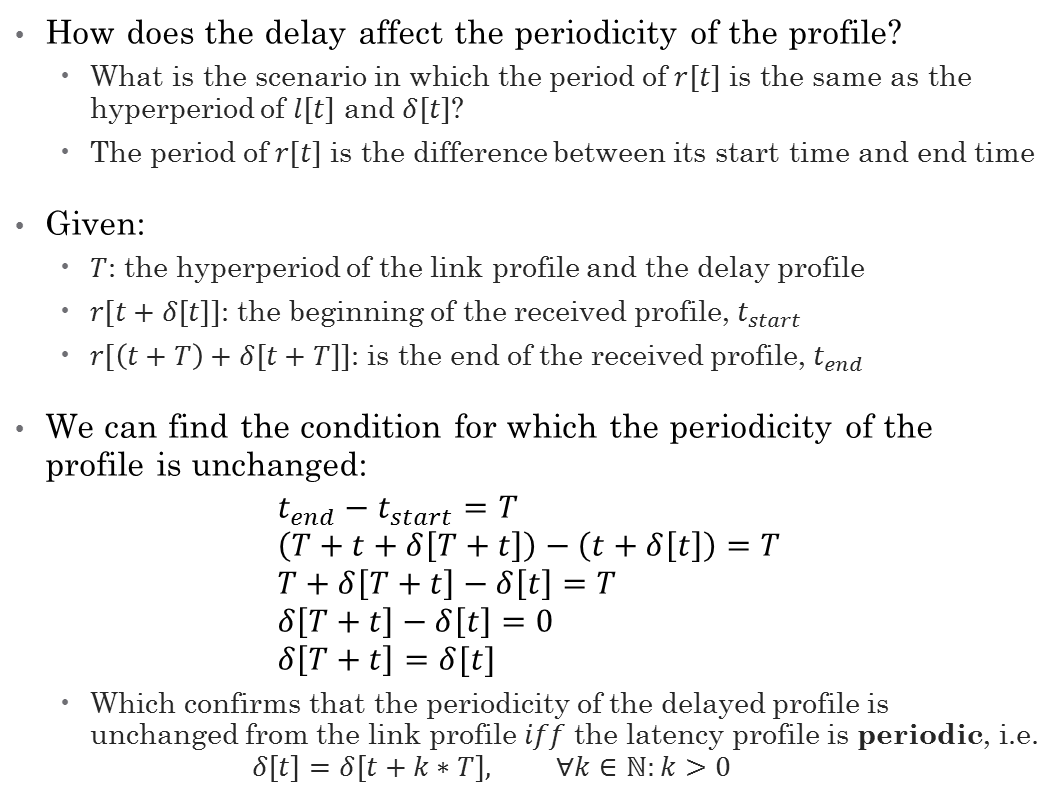 • How does the delay affect the periodicity of the profile?
• What is the scenario in which the period of r[t] is the same as the
hyperperiod of l[t] and δ[t]?
• The period of r[t] is the difference between its start time and end time
• Given:
• T: the hyperperiod of the link profile and the delay profile
• r[t + δ[t]]: the beginning of the received profile, t_start
• r[(t + T) + δ[t + T]]: is the end of the received profile, t_end
• We can find the condition for which the periodicity of the
profile is unchanged:
t_end − t_start = T
(T + t + δ[T + t]) − (t + δ[t]) = T
T + δ[T + t] − δ[t] = T
δ[T + t] − δ[t] = 0
δ[T + t] = δ[t]
• Which confirms that the periodicity of the delayed profile is
unchanged from the link profile iff the latency profile is periodic, i.e.
δ[t] = δ[t + k * T], ∀k ∈ ℕ: k > 0